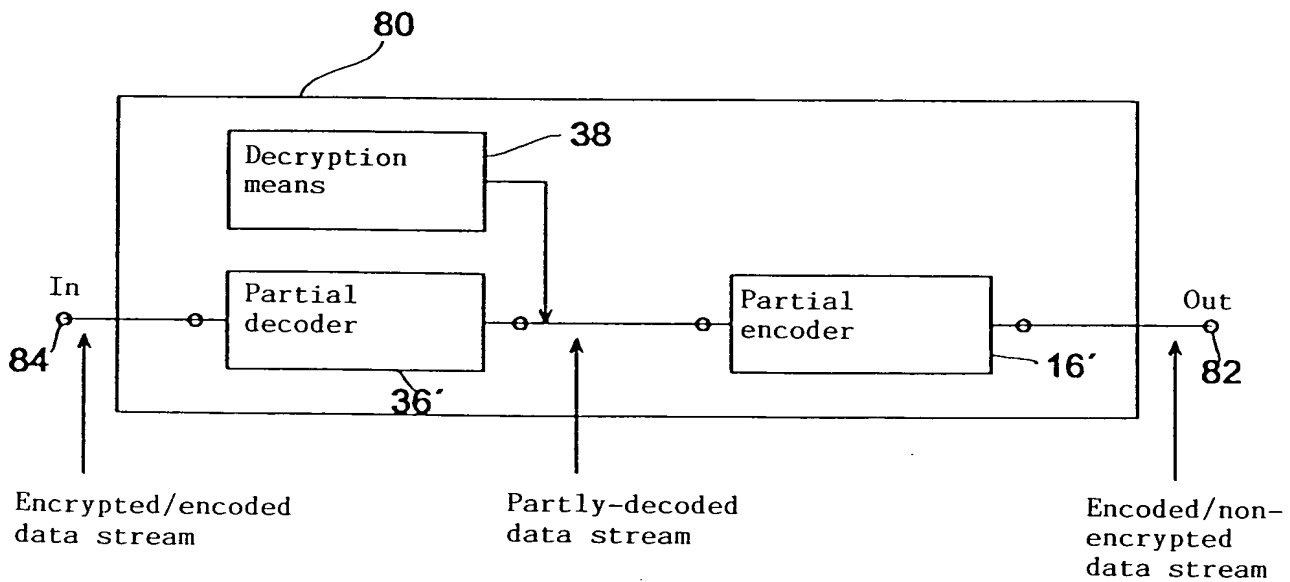 80
Decryption
means
38
In
Partial
decoder
Partial
encoder
Out
84
36´
16´
82
Encrypted/encoded
data stream
Partly-decoded
data stream
Encoded/non-
encrypted
data stream